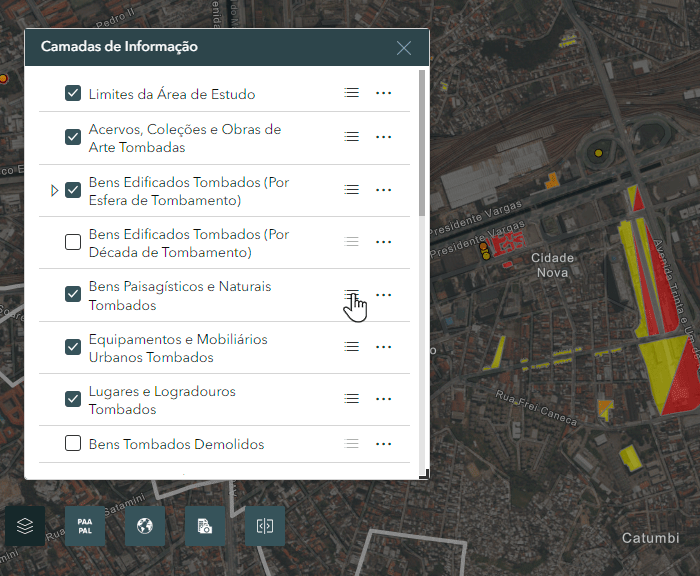 Pedro II
Camadas de Informação
Limites da Área de Estudo
Acervos, Coleções e Obras de
Arte Tombadas
Bens Edificados Tombados (Por
Esfera de Tombamento)
Bens Edificados Tombados (Por
Década de Tombamento)
Bens Paisagísticos e Naturais
Tombados
Equipamentos e Mobiliários
Urbanos Tombados
Lugares e Logradouros
Tombados
Bens Tombados Demolidos
Presidente Vargas
Presidente Vargas
Cidade
Nova
Avenida Trinta e Um de
Rua Frei Caneca
Catumbi
PAA
PAL